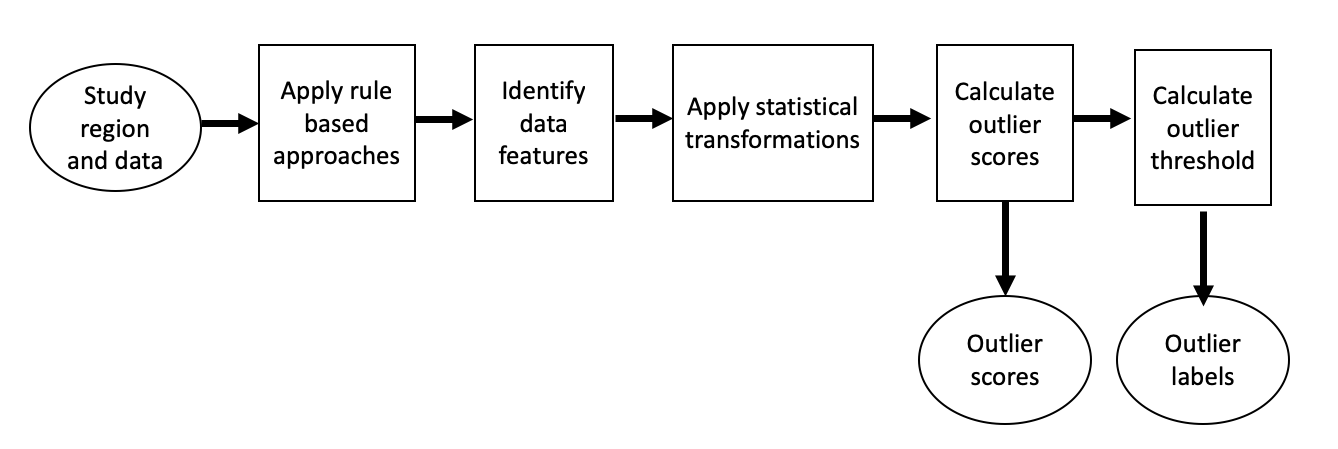 Study
region
and data
Apply rule
based
approaches
Identify
data
features
Apply statistical
transformations
Calculate
outlier
scores
Calculate
outlier
threshold
Outlier
scores
Outlier
labels